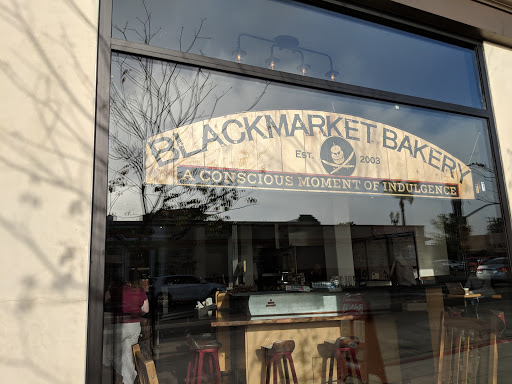 BLACKMARKET BAKERY
EST. 2003
A CONSCIOUS MOMENT OF INDULGENCE